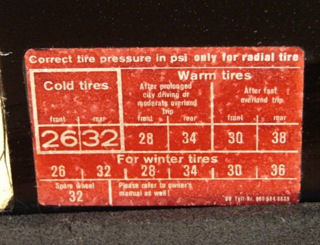 Correct tire pressure in psi only for radial tire
Cold tires
Warm tires
After prolonged city driving or moderate overland trip
After fast overland trip
front rear front rear front rear
26 32 28 34 30 38
For winter tires
26 32 28 34 30 36
Spare wheel
32
Please refer to owner's
manual as well!